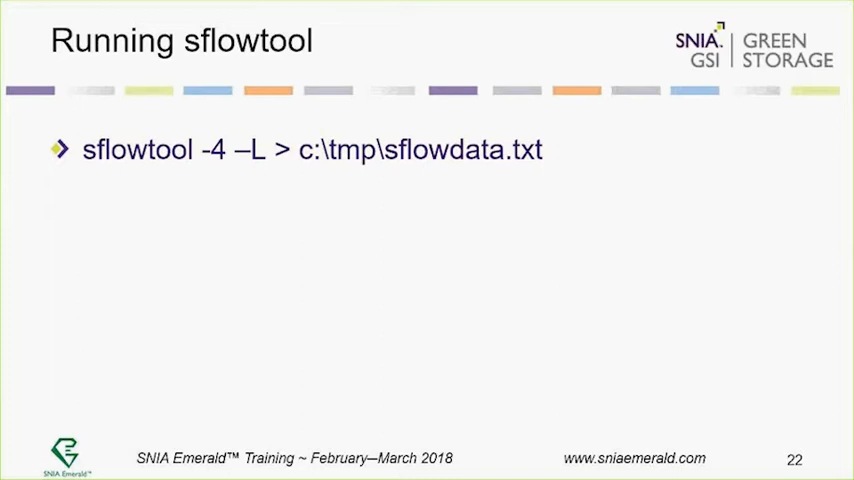 Running sflowtool
SNIA. GREEN
GSI STORAGE
sflowtool -4 –L > c:\tmp\sflowdata.txt
SNIA Emerald™
SNIA Emerald™ Training ~ February—March 2018
www.sniaemerald.com
22